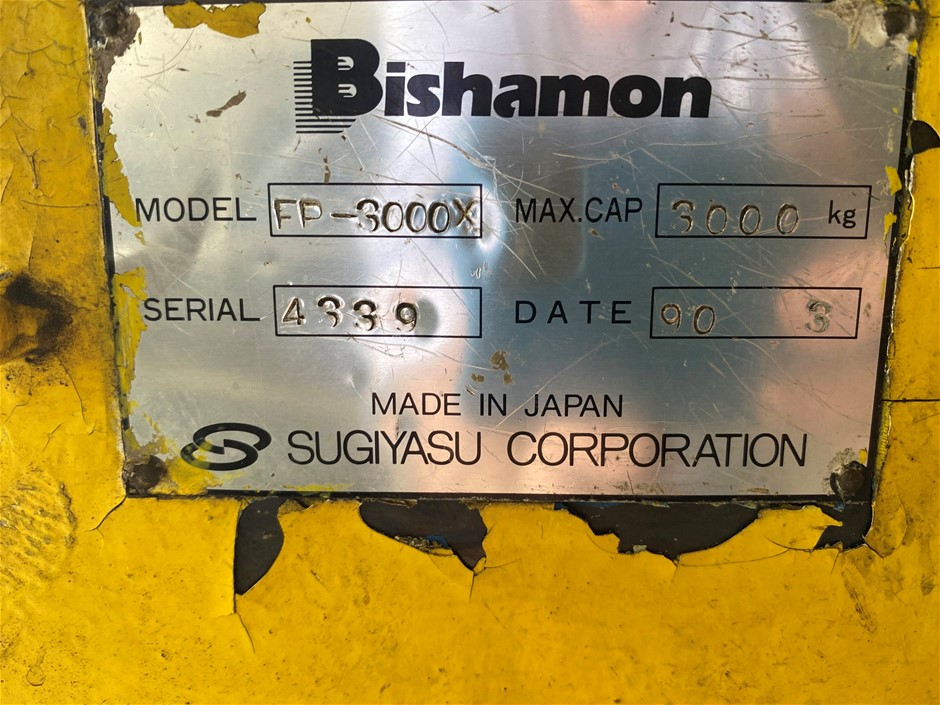 Bishamon
MODEL FP-3000X MAX.CAP 3000 kg
SERIAL 4339 DATE 90 3
MADE IN JAPAN
SUGIYASU CORPORATION